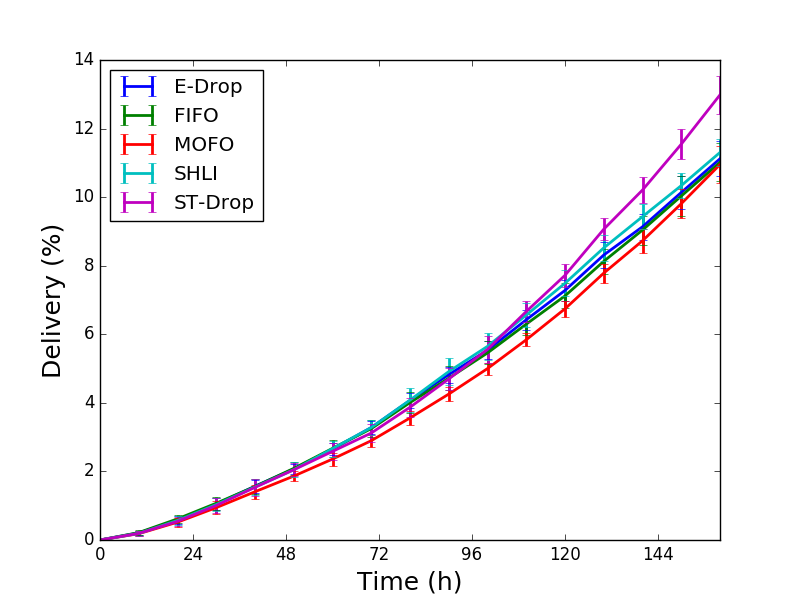 14
12
10
8
6
4
2
0
Delivery (%)
E-Drop
FIFO
MOFO
SHLI
ST-Drop
0 24 48 72 96 120 144
Time (h)